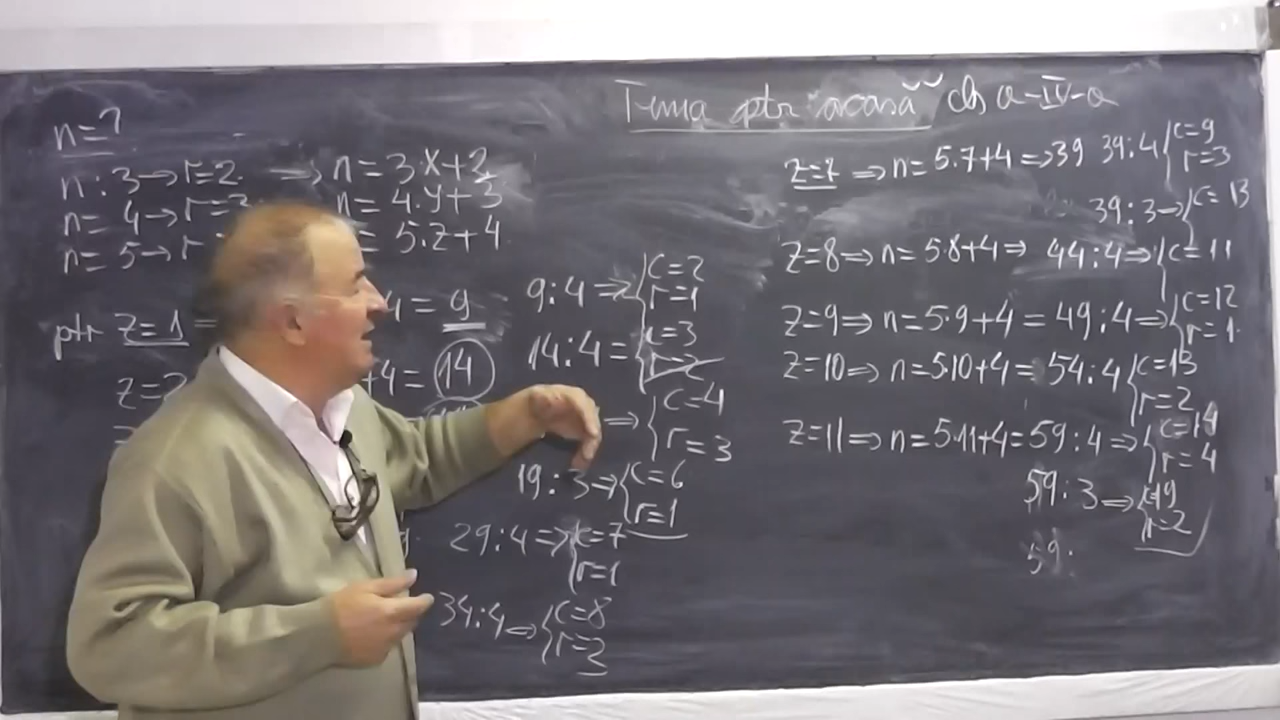 Tema ptr "acasă" cls a-IV-a
n=?
n:3→r=2 ⇒ n=3·x+2
n=4→r=3 n=4·y+3
n=5→r = 5·z+4
ptr z=1 = 4=9
z=2 +4=14
9:4⇒{c=2 r=1
14:4={c=3 r=2
⇒{c=4 r=3
19:3⇒{c=6 r=1
29:4⇒{c=7 r=1
34:4⇒{c=8 r=2
z=7 ⇒n=5·7+4⇒39 39:4{c=9 r=3
39:3→{c=13
z=8⇒n=5·8+4⇒ 44:4⇒{c=11
z=9⇒n=5·9+4=49:4⇒{c=12 r=1
z=10⇒n=5·10+4=54:4{c=13 r=2
z=11⇒n=5·11+4=59:4⇒{c=14 r=4
59:3⇒{c=19 r=2
59: